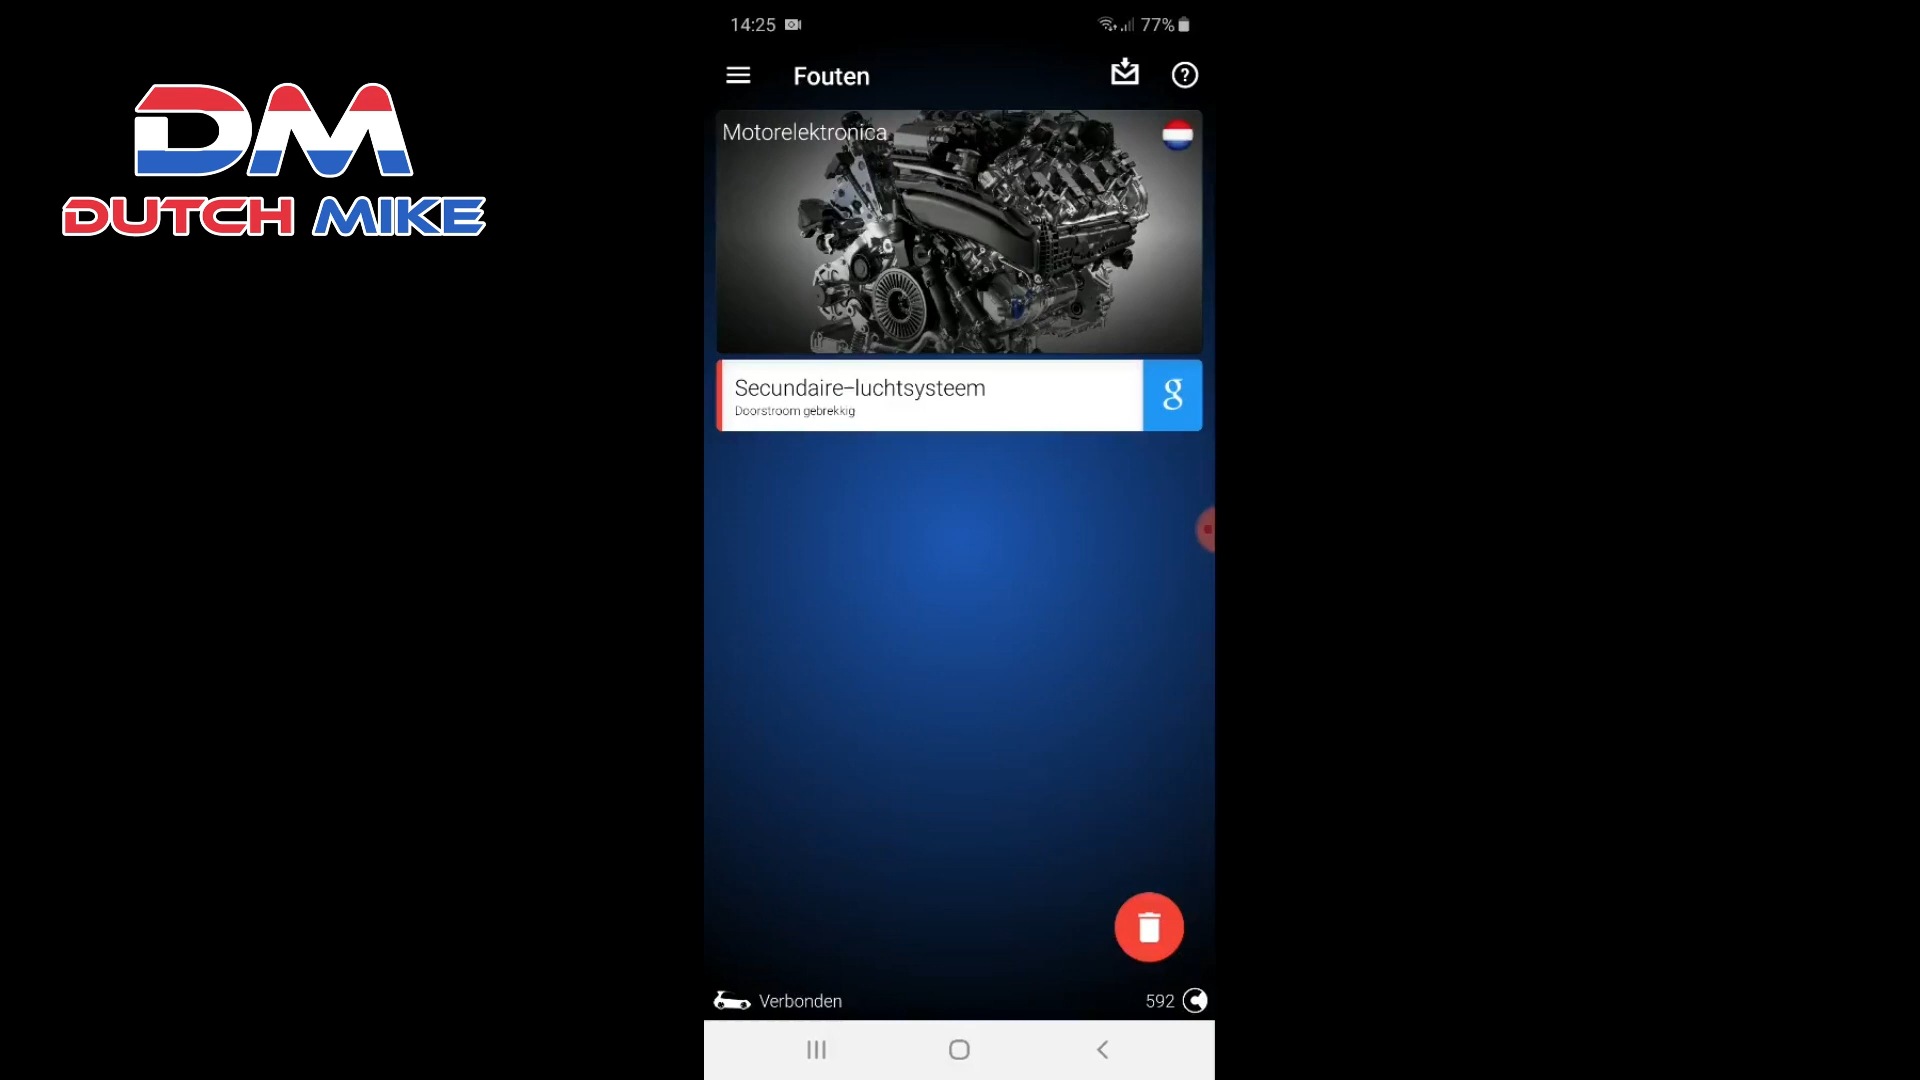 DM
DUTCH MIKE
14:25
77%
Fouten
Motorelektronica
Secundaire-luchtsysteem
Doorstroom gebrekkig
g
Verbonden
592